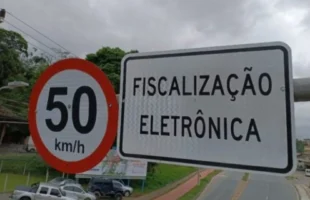 50
km/h
FISCALIZAÇÃO
ELETRÔNICA